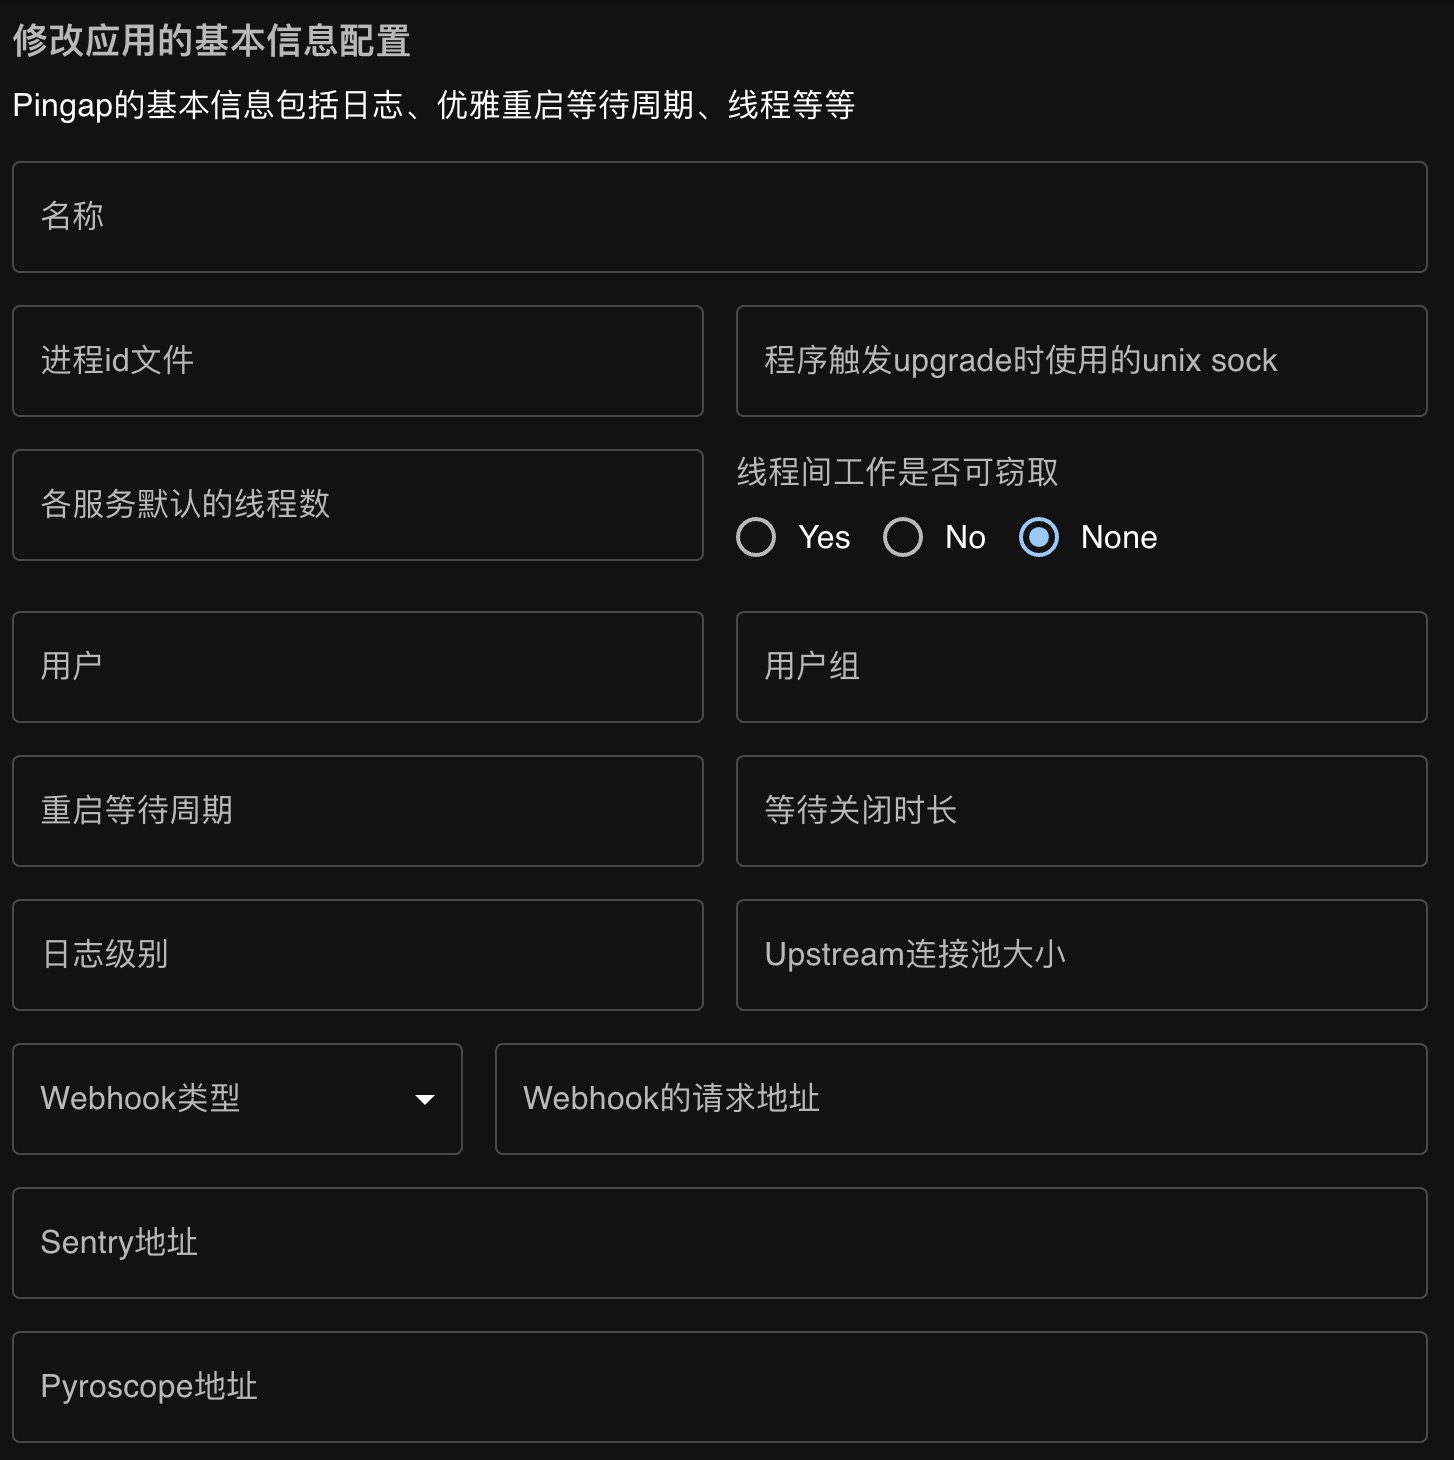 修改应用的基本信息配置
Pingap的基本信息包括日志、优雅重启等待周期、线程等等
名称
进程id文件
程序触发upgrade时使用的unix sock
各服务默认的线程数
线程间工作是否可窃取
Yes No None
用户
用户组
重启等待周期
等待关闭时长
日志级别
Upstream连接池大小
Webhook类型
Webhook的请求地址
Sentry地址
Pyroscope地址